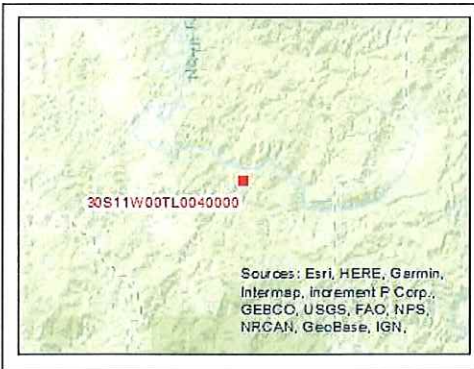 30S11W00TL0040000
Sources: Esri, HERE, Garmin,
Intermap, increment P Corp.,
GEBCO, USGS, FAO, NPS,
NRCAN, GeoBase, IGN,